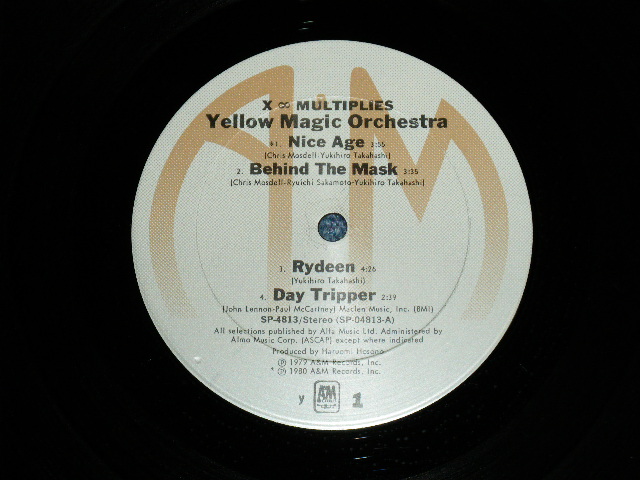 X ∞ MULTIPLIES
Yellow Magic Orchestra
*1. Nice Age 3:55
(Chris Mosdell-Yukihiro Takahashi)
2. Behind The Mask 3:35
(Chris Mosdell-Ryuichi Sakamoto-Yukihiro Takahashi)
3. Rydeen 4:26
(Yukihiro Takahashi)
4. Day Tripper 2:39
(John Lennon-Paul McCartney) Maclen Music, Inc. (BMI)
SP-4813/Stereo (SP-04813-A)
All selections published by Alfa Music Ltd. Administered by
Almo Music Corp. (ASCAP) except where indicated
Produced by Haruomi Hosono
℗ 1979 A&M Records, Inc.
* ℗ 1980 A&M Records, Inc.
y A&M 1